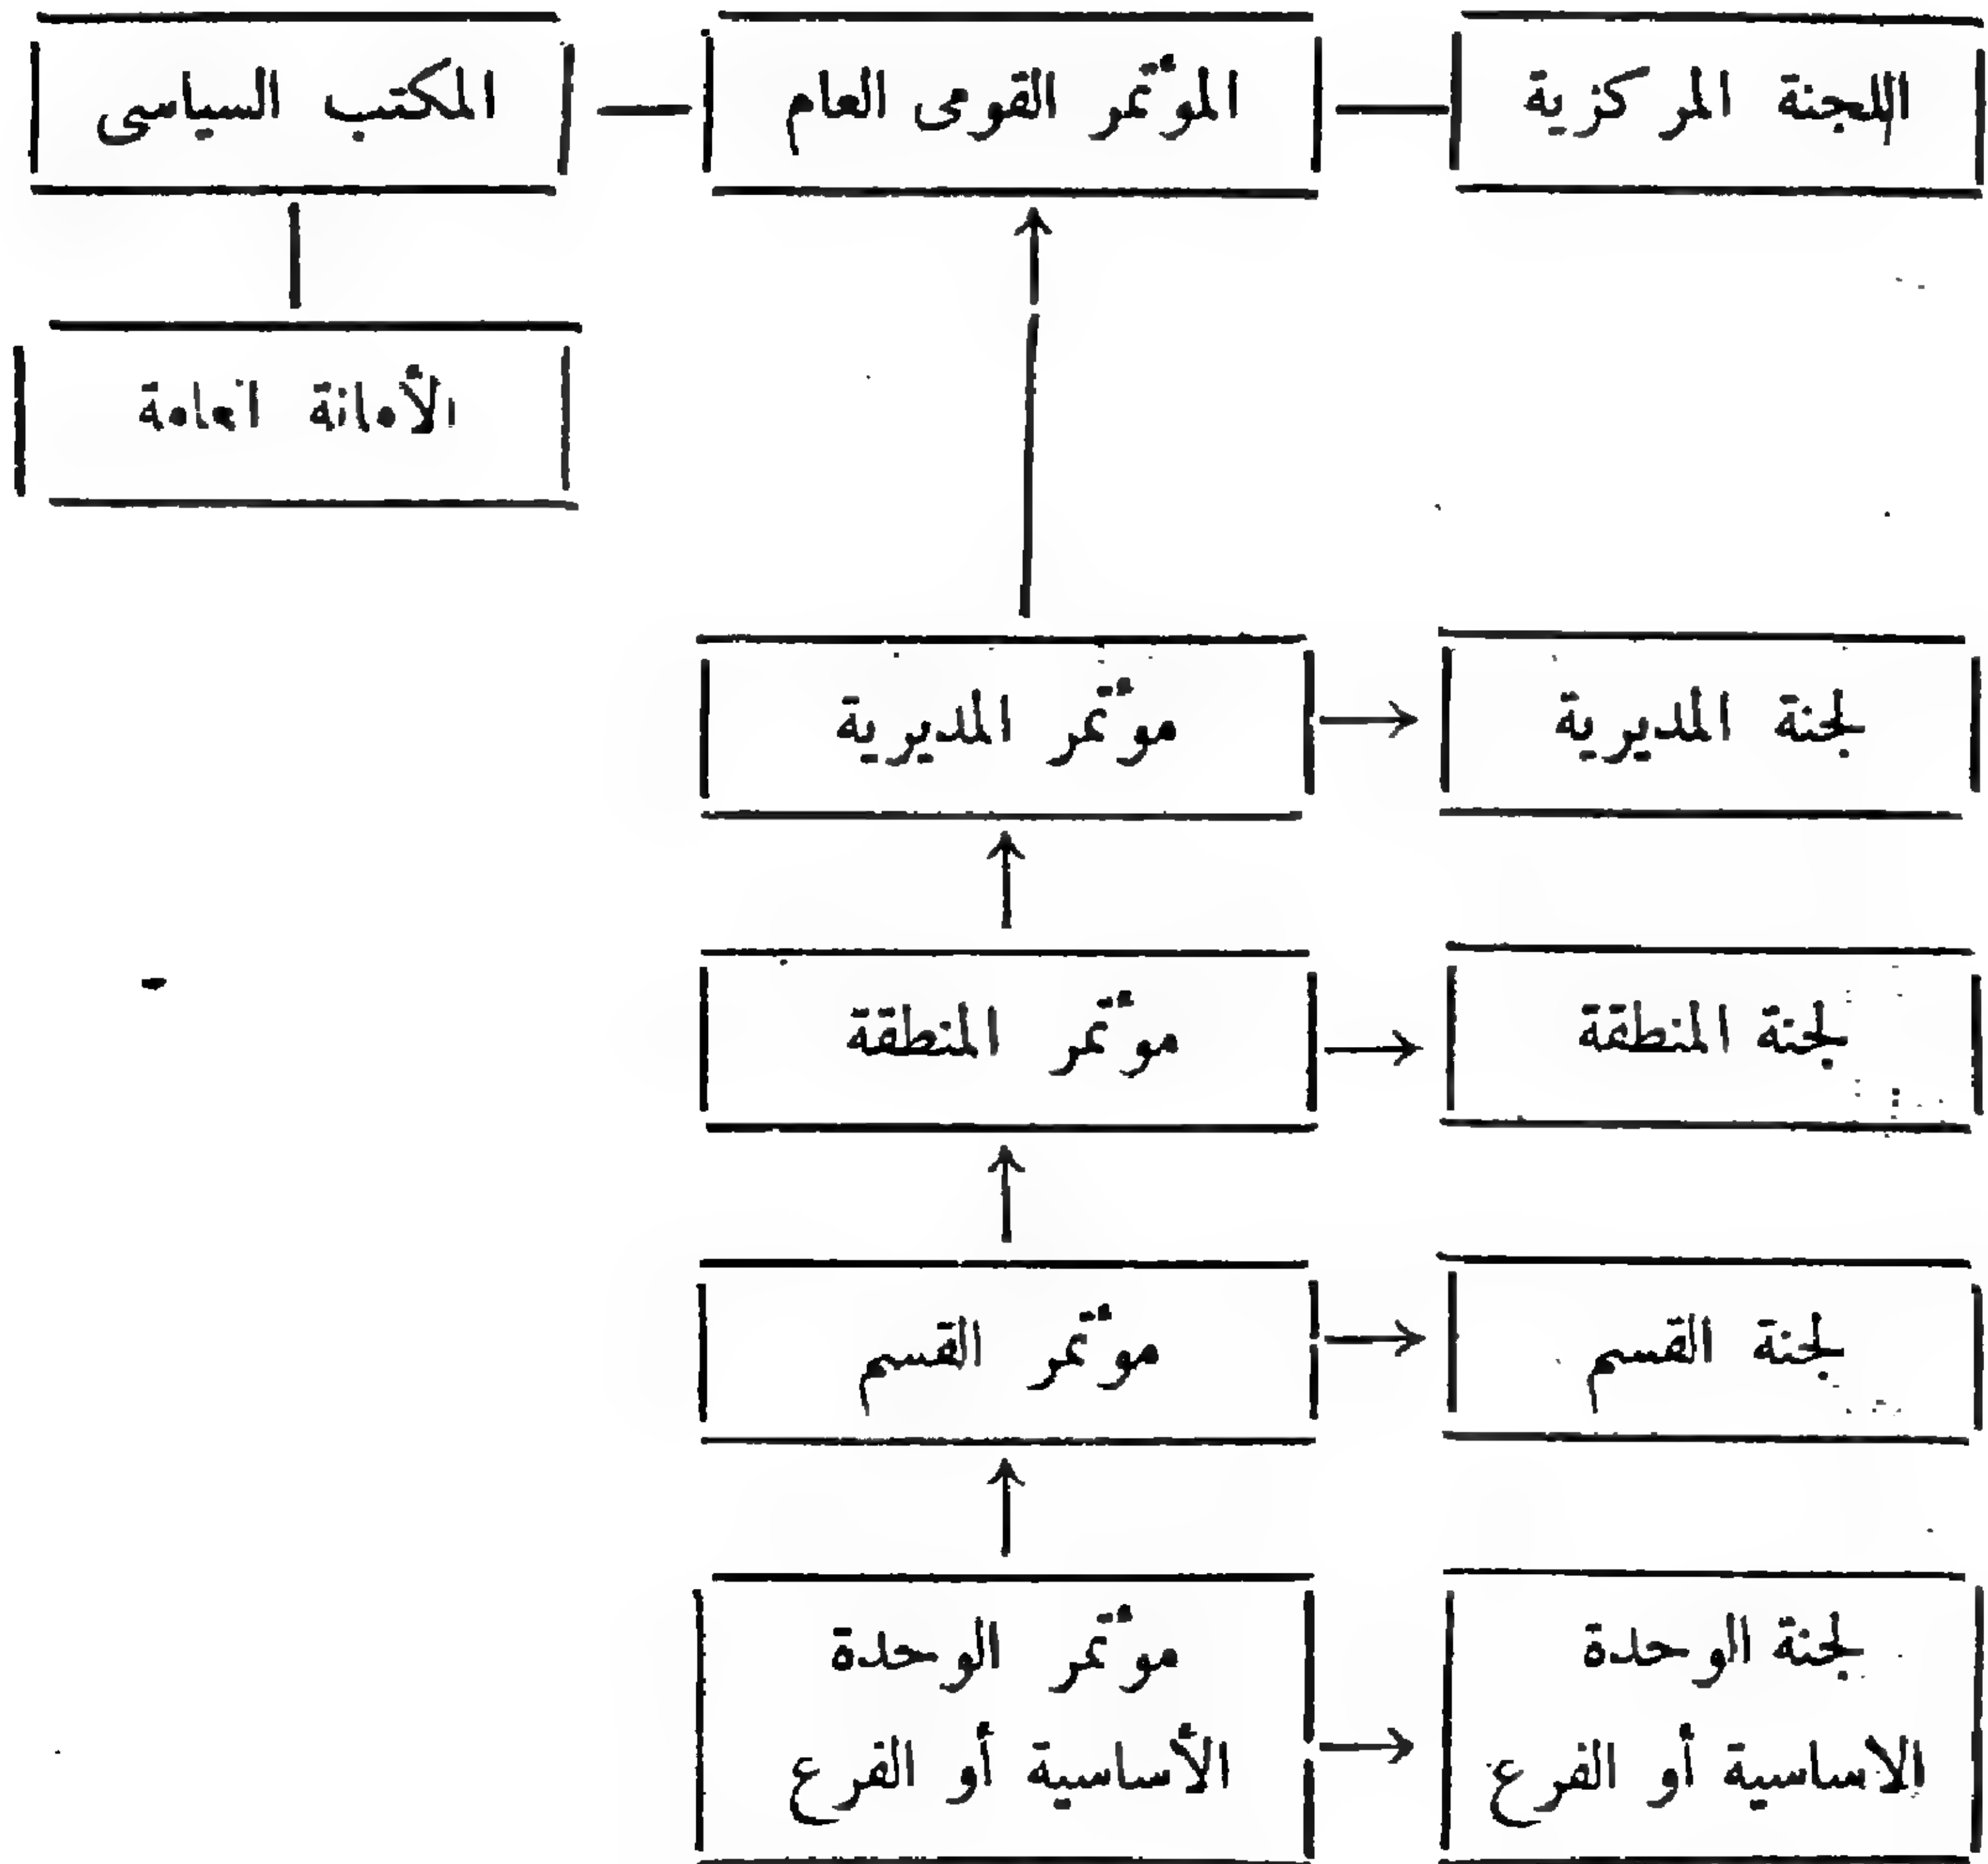 اللجنة المركزية
المؤتمر القومى العام
المكتب السياسى
الأمانة العامة
لجنة المديرية
مؤتمر المديرية
لجنة المنطقة
مؤتمر المنطقة
لجنة القسم
مؤتمر القسم
لجنة الوحدة
الاساسية أو الفرع
مؤتمر الوحدة
الأساسية أو الفرع